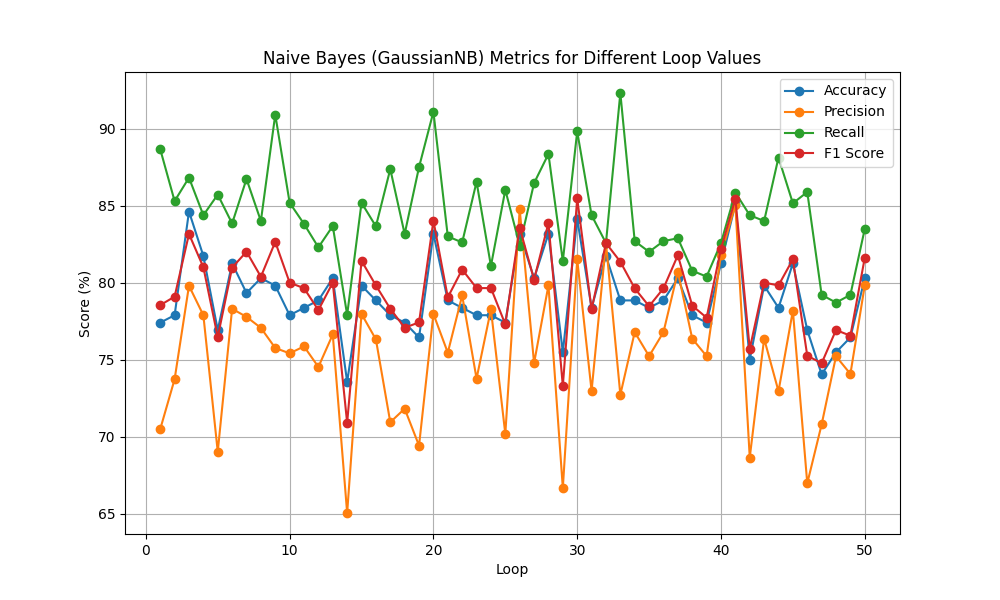 Naive Bayes (GaussianNB) Metrics for Different Loop Values
Accuracy
Precision
Recall
F1 Score
Score (%)
90
85
80
75
70
65
0 10 20 30 40 50
Loop